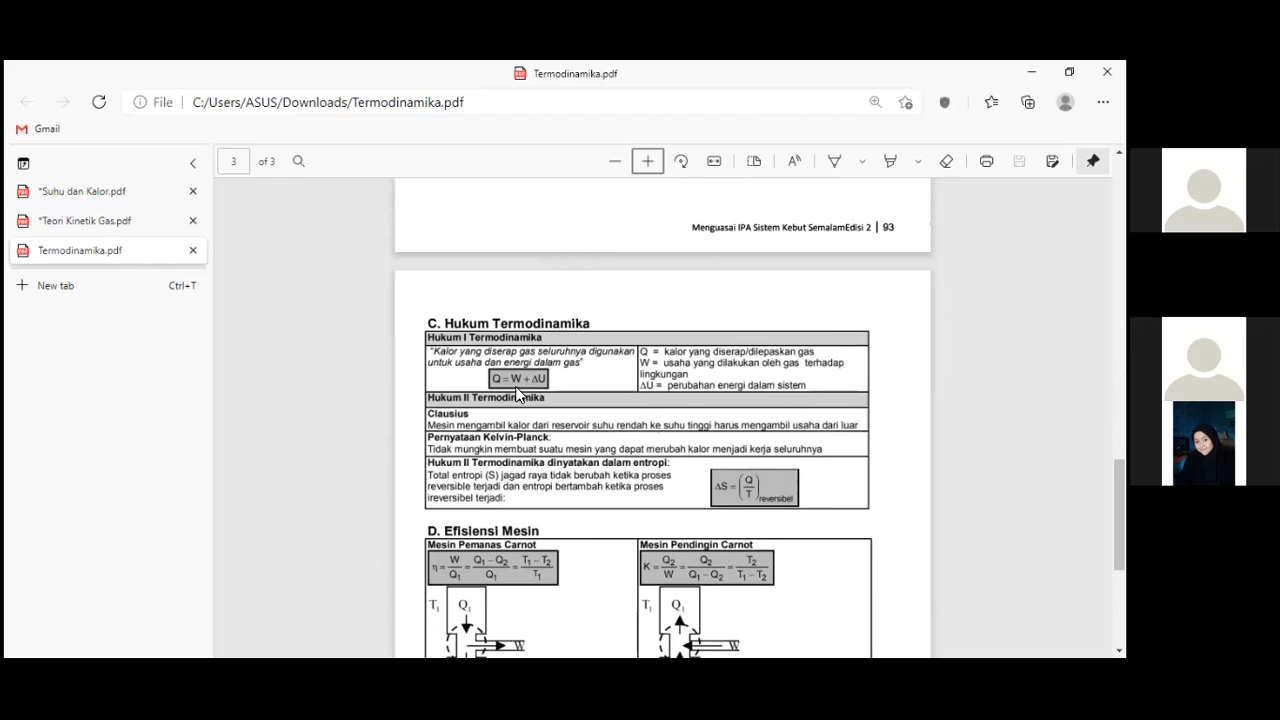 Termodinamika.pdf
File C:/Users/ASUS/Downloads/Termodinamika.pdf
Gmail
3 of 3
*Suhu dan Kalor.pdf
*Teori Kinetik Gas.pdf
Termodinamika.pdf
New tab Ctrl+T
Menguasai IPA Sistem Kebut SemalamEdisi 2 | 93
C. Hukum Termodinamika
Hukum I Termodinamika
"Kalor yang diserap gas seluruhnya digunakan
untuk usaha dan energi dalam gas"
Q = W + ΔU
Q = kalor yang diserap/dilepaskan gas
W = usaha yang dilakukan oleh gas terhadap
lingkungan
ΔU = perubahan energi dalam sistem
Hukum II Termodinamika
Clausius
Mesin mengambil kalor dari reservoir suhu rendah ke suhu tinggi harus mengambil usaha dari luar
Pernyataan Kelvin-Planck:
Tidak mungkin membuat suatu mesin yang dapat merubah kalor menjadi kerja seluruhnya
Hukum II Termodinamika dinyatakan dalam entropi:
Total entropi (S) jagad raya tidak berubah ketika proses
reversible terjadi dan entropi bertambah ketika proses
ireversibel terjadi:
ΔS = (Q/T) reversibel
D. Efisiensi Mesin
Mesin Pemanas Carnot
η = W/Q₁ = (Q₁ – Q₂)/Q₁ = (T₁ – T₂)/T₁
T₁ Q₁
W
Mesin Pendingin Carnot
K = Q₂/W = Q₂/(Q₁ – Q₂) = T₂/(T₁ – T₂)
T₁ Q₁
W